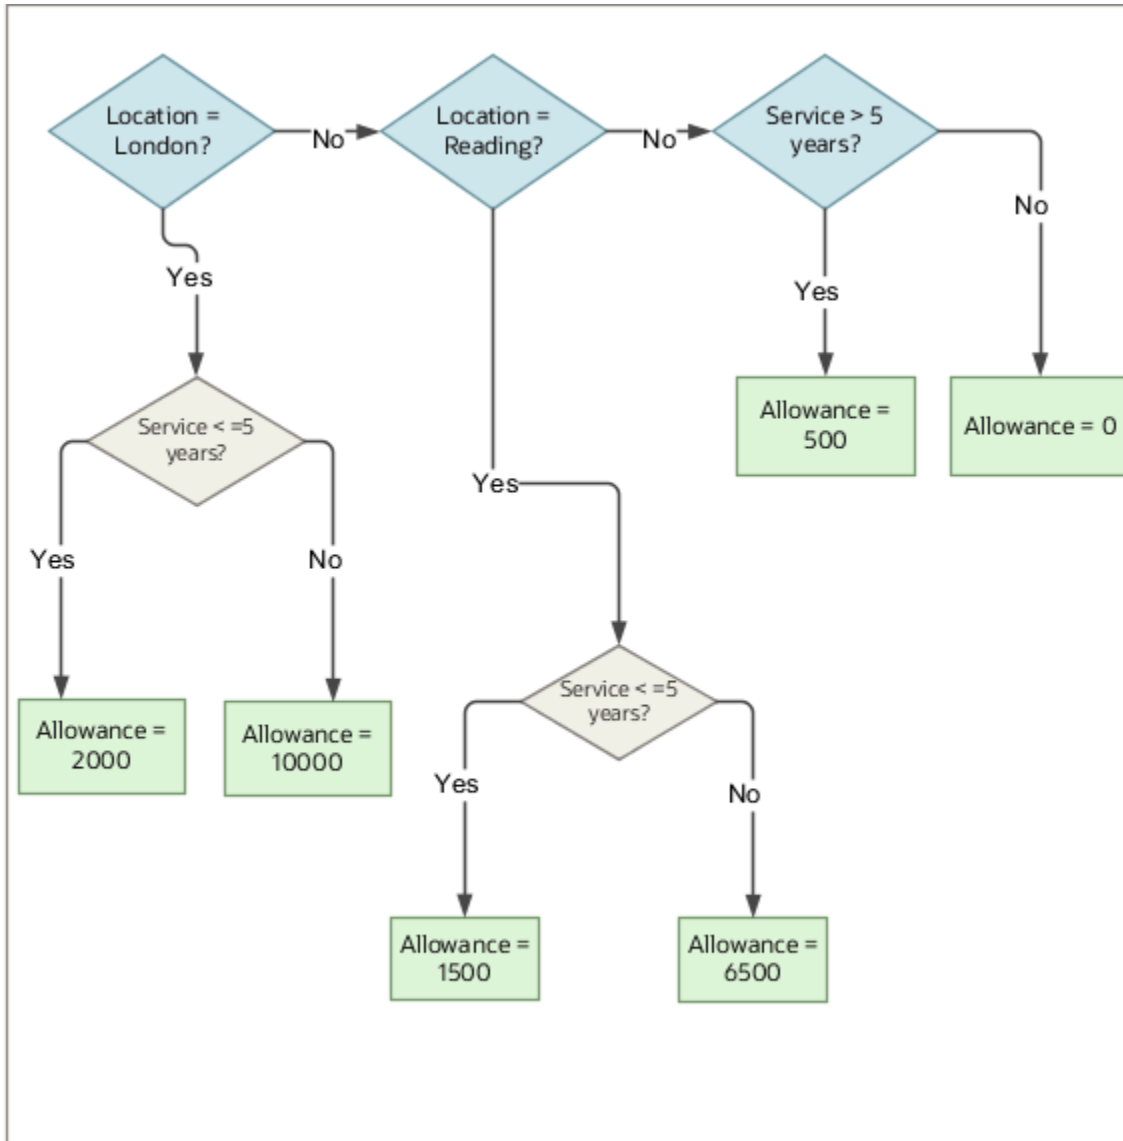 Location =
London?
No
Location =
Reading?
No
Service > 5
years?
No
Yes
Yes
Allowance =
500
Allowance = 0
Service < =5
years?
Yes
Yes
No
Service < =5
years?
Allowance =
2000
Allowance =
10000
Yes
No
Allowance =
1500
Allowance =
6500